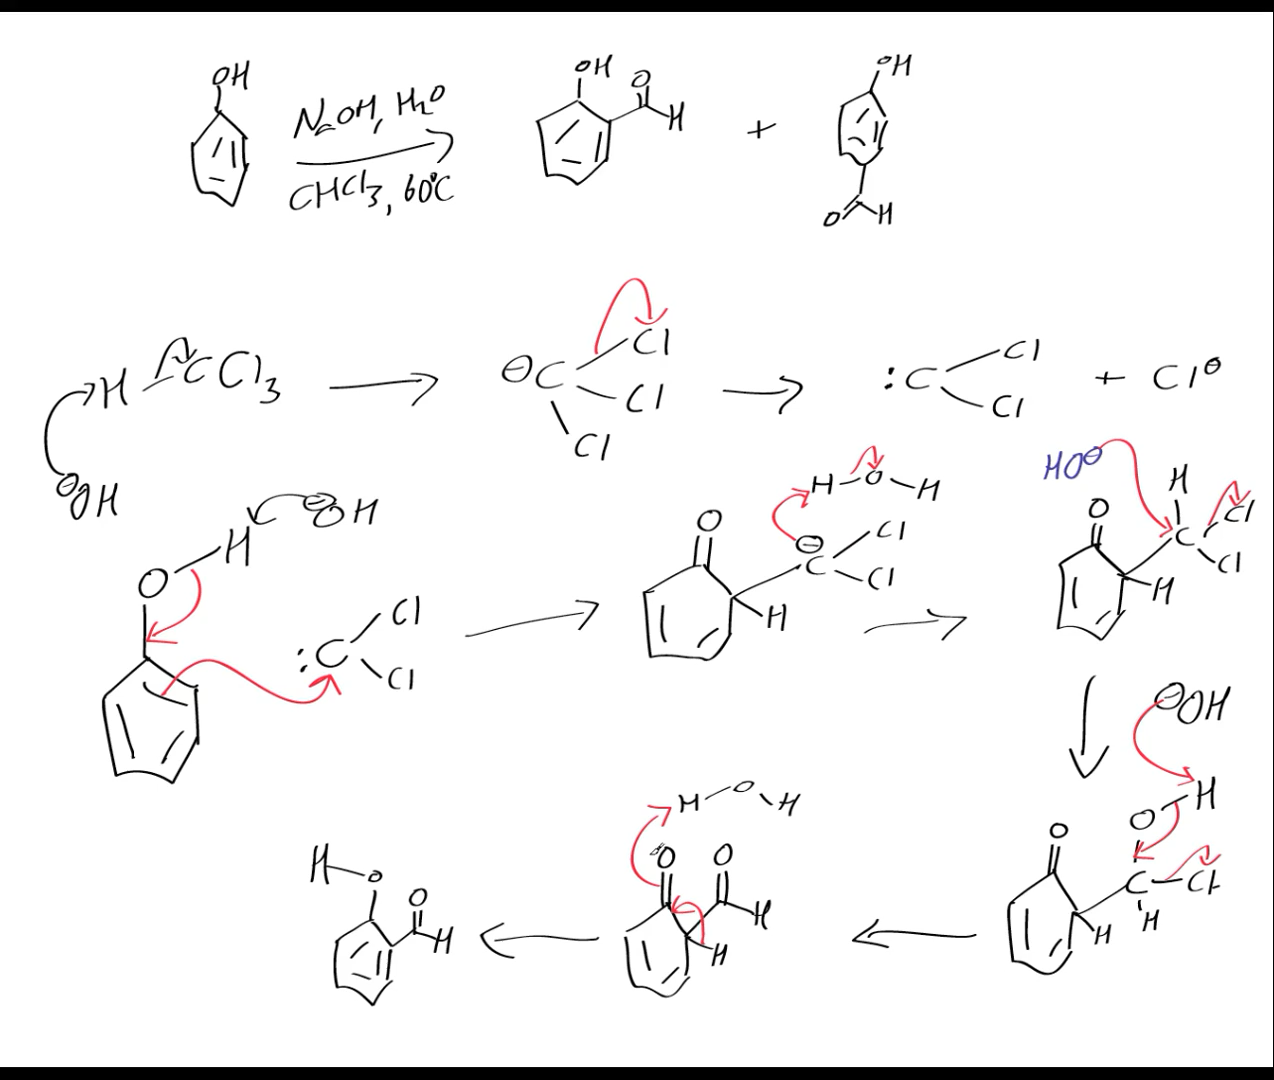 OH
NaOH, H2O
CHCl3, 60°C
OH
O
H
+
OH
O
H
H CCl3
⊖OH
⊖C
Cl
Cl
Cl
:C
Cl
Cl
+ Cl⊖
O H
⊖OH
:C
Cl
Cl
O
H
H O H
⊖
C
Cl
Cl
HO⊖
O
H
H
C
Cl
Cl
⊖OH
H
O
O
C Cl
H
H
H O H
O
O
H
H
H O
O
H